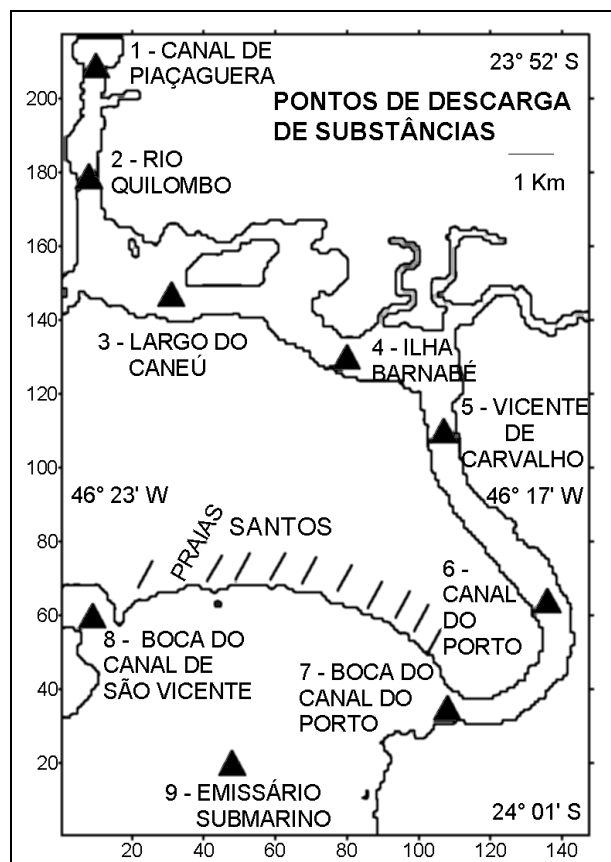 1 - CANAL DE
PIAÇAGUERA
23° 52' S
PONTOS DE DESCARGA
DE SUBSTÂNCIAS
1 Km
2 - RIO
QUILOMBO
3 - LARGO DO
CANEÚ
4 - ILHA
BARNABÉ
5 - VICENTE
DE
CARVALHO
46° 23' W
46° 17' W
PRAIAS
SANTOS
6 -
CANAL
DO
PORTO
7 - BOCA DO
CANAL DO
PORTO
8 - BOCA DO
CANAL DE
SÃO VICENTE
9 - EMISSÁRIO
SUBMARINO
24° 01' S
200
180
160
140
120
100
80
60
40
20
20 40 60 80 100 120 140